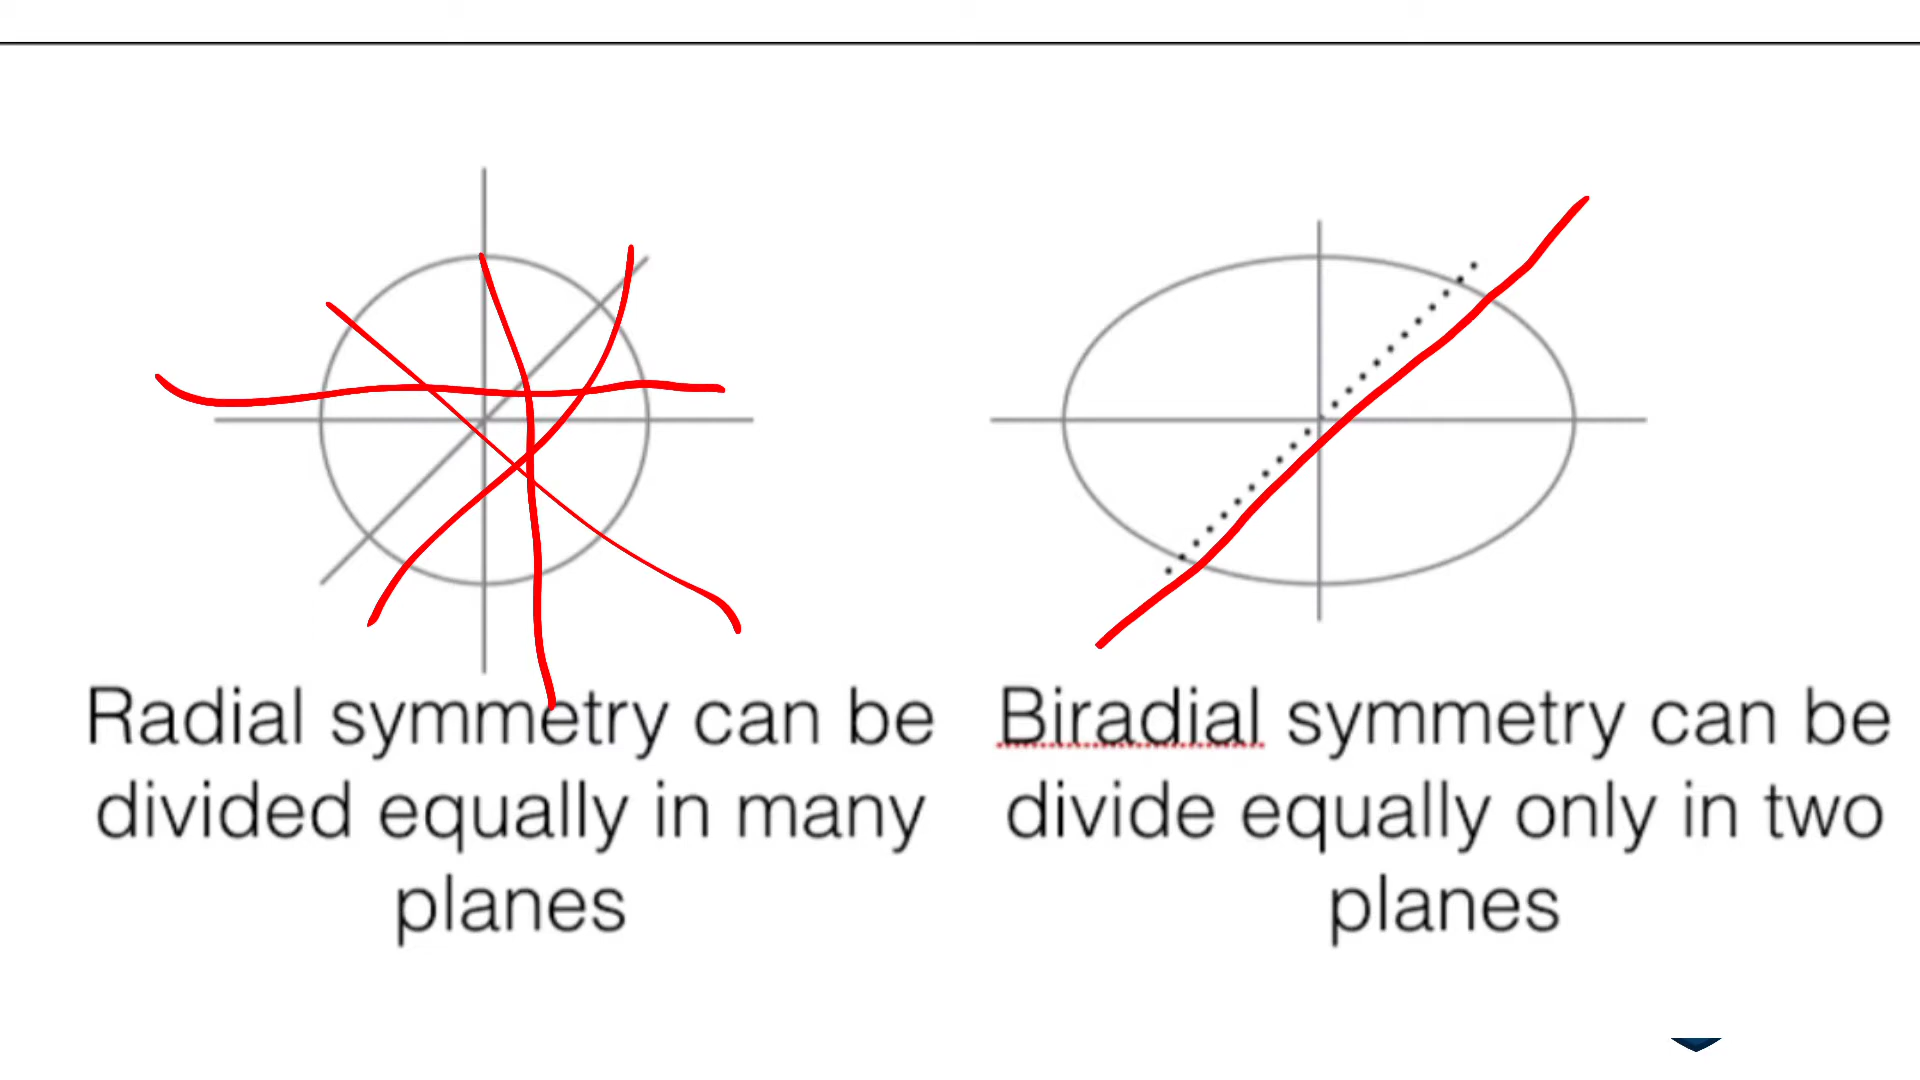 Radial symmetry can be
divided equally in many
planes
Biradial symmetry can be
divide equally only in two
planes